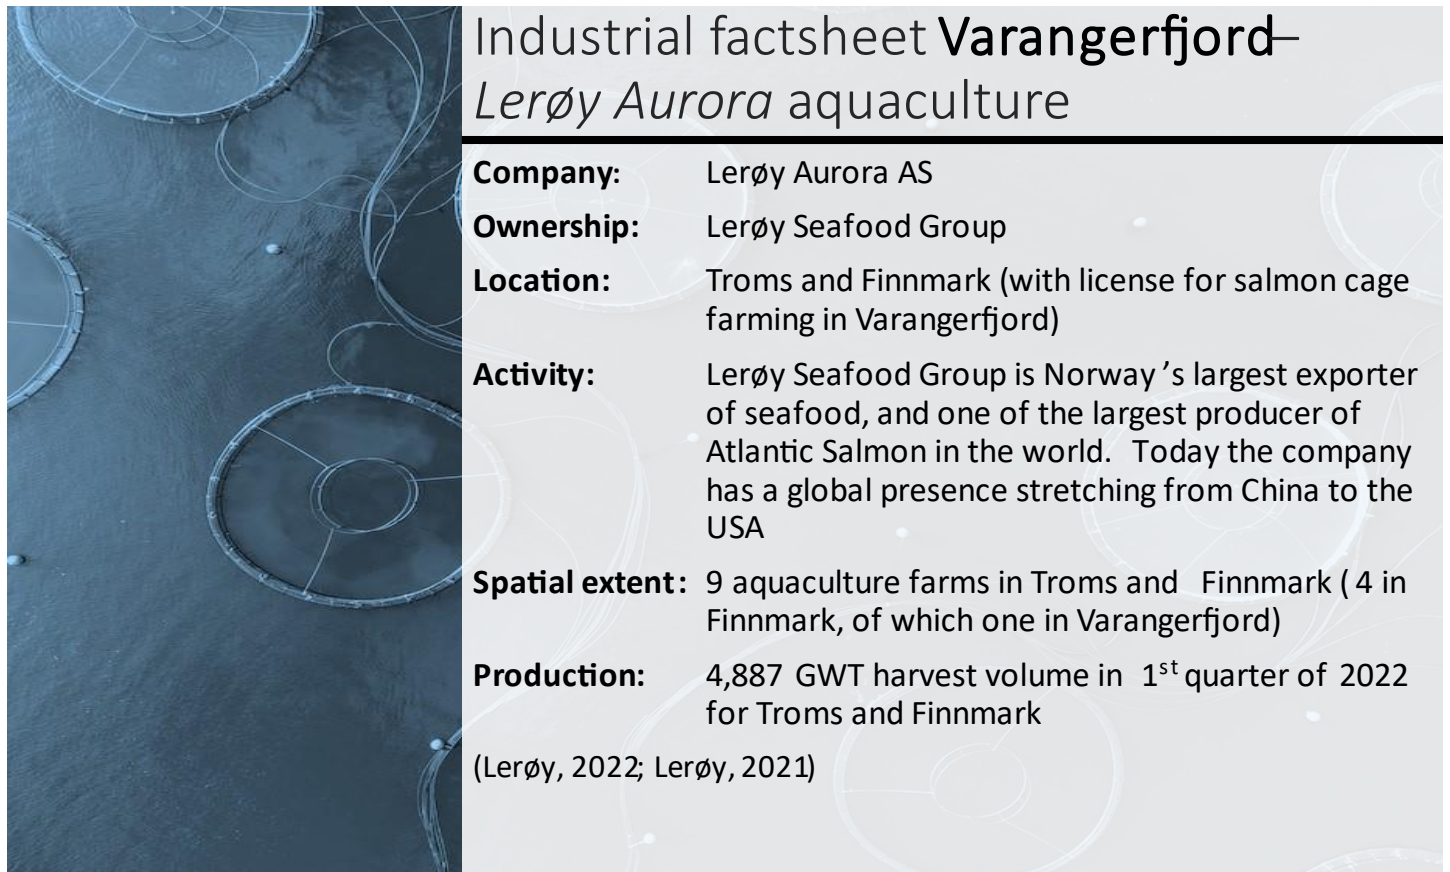 Industrial factsheet Varangerfjord–
Lerøy Aurora aquaculture
Company: Lerøy Aurora AS
Ownership: Lerøy Seafood Group
Location: Troms and Finnmark (with license for salmon cage
farming in Varangerfjord)
Activity: Lerøy Seafood Group is Norway's largest exporter
of seafood, and one of the largest producer of
Atlantic Salmon in the world. Today the company
has a global presence stretching from China to the
USA
Spatial extent: 9 aquaculture farms in Troms and Finnmark (4 in
Finnmark, of which one in Varangerfjord)
Production: 4,887 GWT harvest volume in 1st quarter of 2022
for Troms and Finnmark
(Lerøy, 2022; Lerøy, 2021)